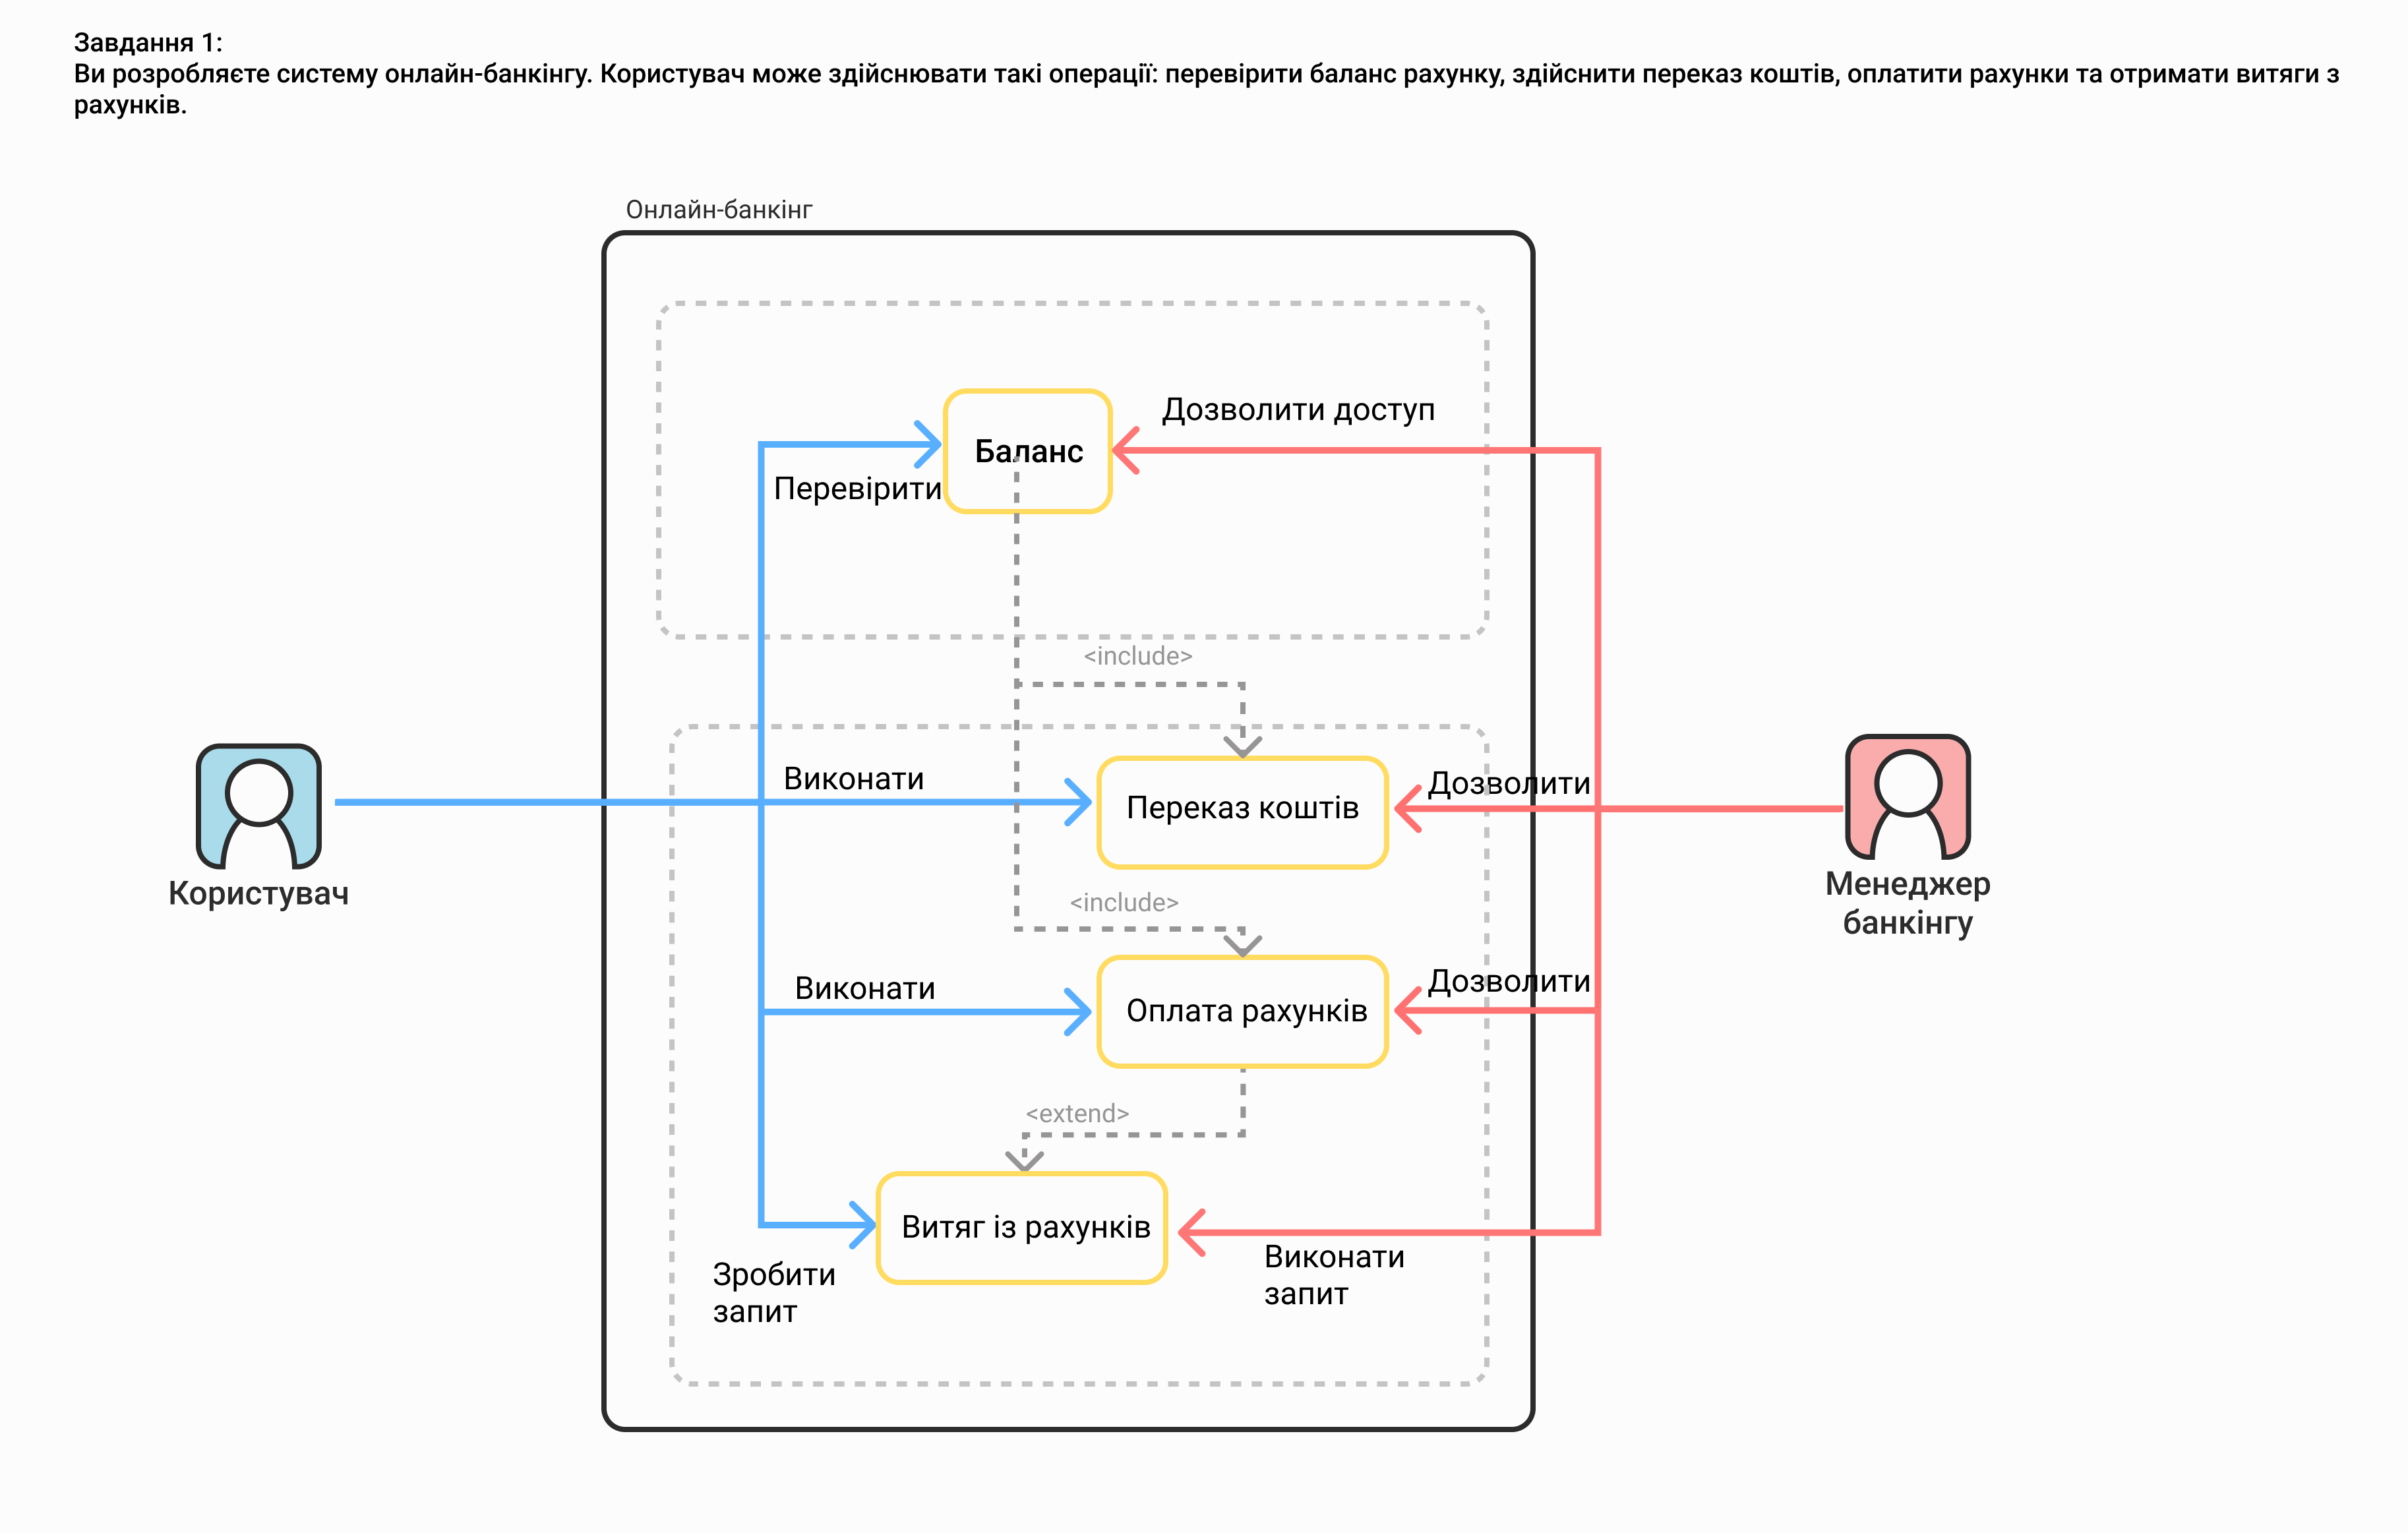 Завдання 1:
Ви розробляєте систему онлайн-банкінгу. Користувач може здійснювати такі операції: перевірити баланс рахунку, здійснити переказ коштів, оплатити рахунки та отримати витяги з
рахунків.
Онлайн-банкінг
Дозволити доступ
Баланс
Перевірити
<include>
Виконати
Дозволити
Переказ коштів
Користувач
Менеджер
банкінгу
<include>
Виконати
Дозволити
Оплата рахунків
<extend>
Витяг із рахунків
Зробити
запит
Виконати
запит